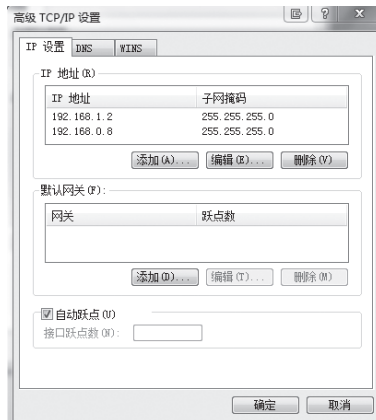 高级 TCP/IP 设置
IP 设置 DNS WINS
IP 地址(R)
IP 地址 子网掩码
192.168.1.2 255.255.255.0
192.168.0.8 255.255.255.0
添加(A)... 编辑(E)... 删除(V)
默认网关(F):
网关 跃点数
添加(D)... 编辑(T)... 删除(M)
自动跃点(U)
接口跃点数(N):
确定 取消